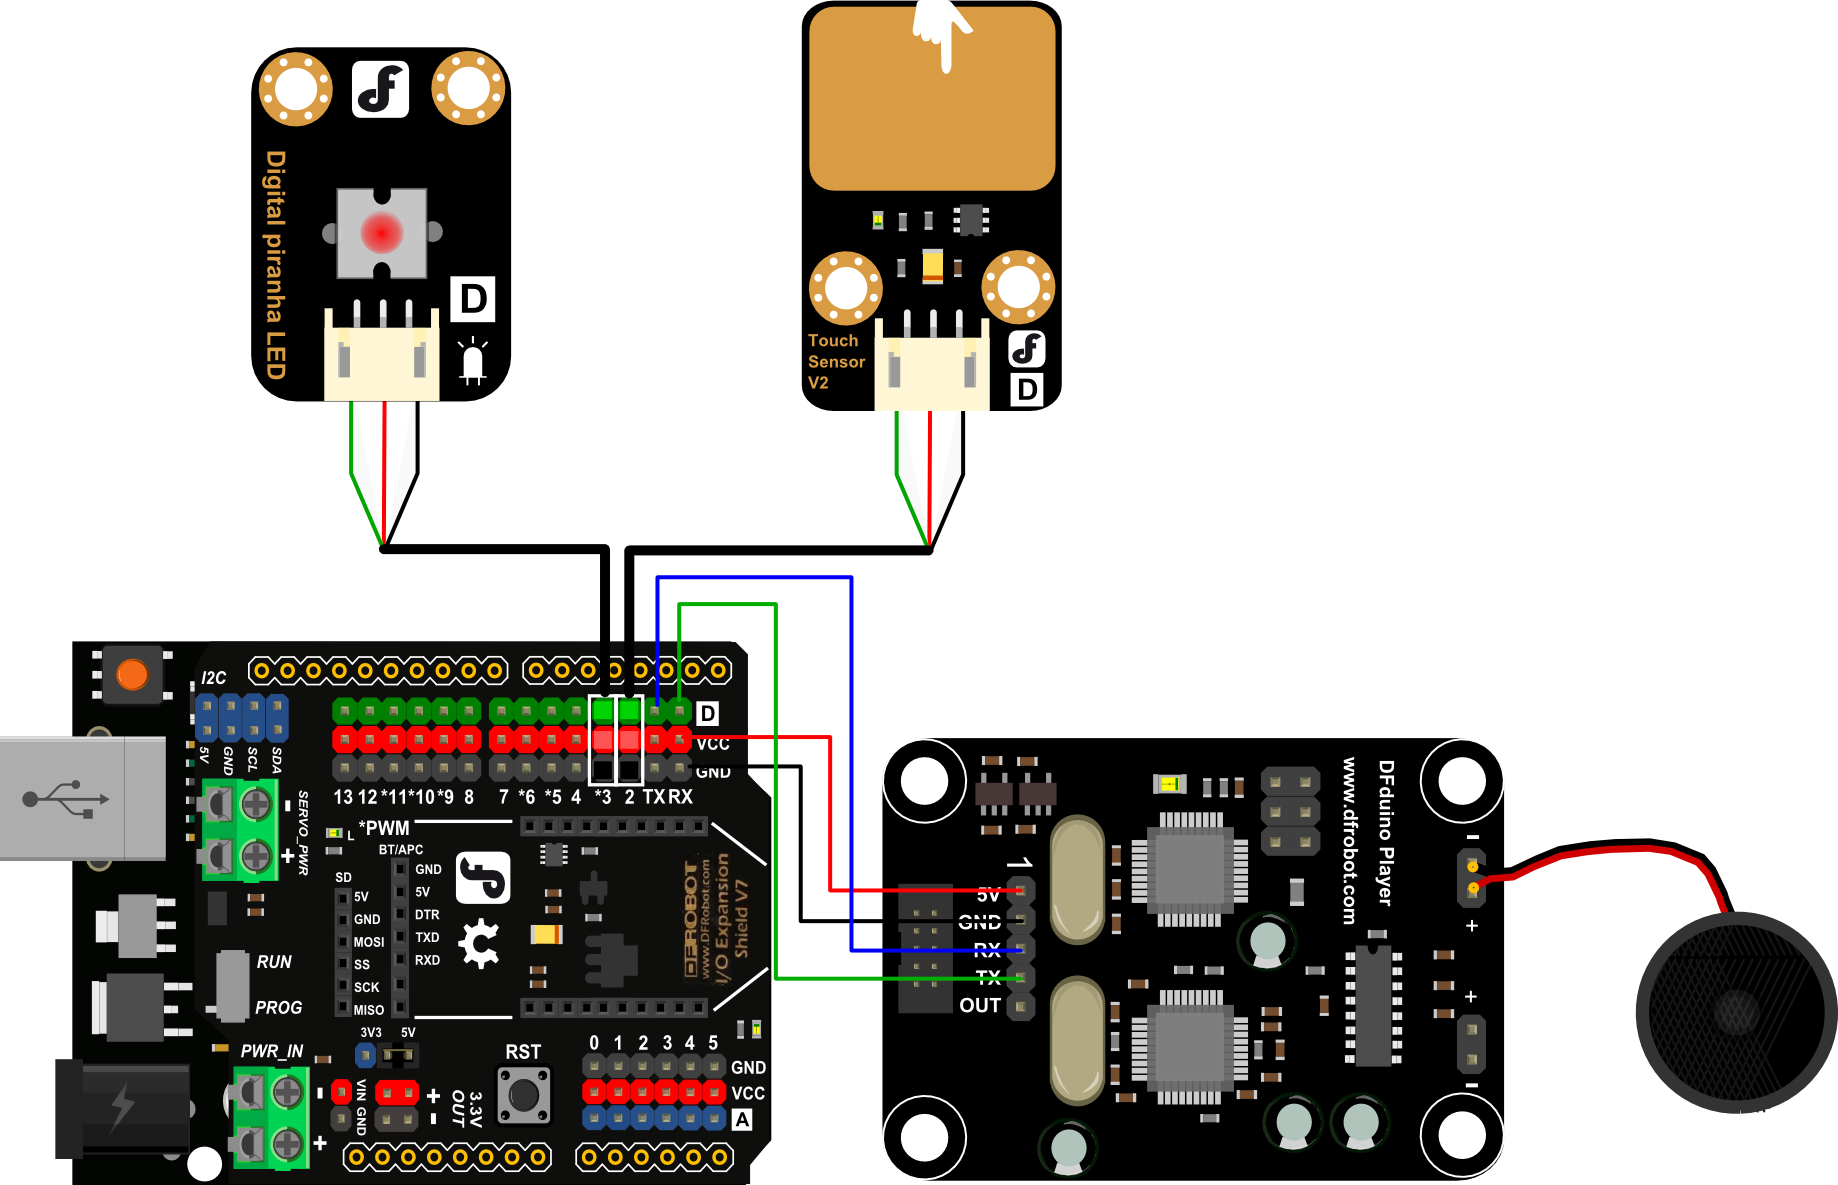 Digital piranha LED
D
Touch
Sensor
V2
D
I2C
5V
GND
SCL
SDA
D
VCC
GND
13 12 *11 *10 *9 8 7 *6 *5 4 *3 2 TX RX
SERVO_PWR
-
+
L
*PWM
BT/APC
GND
5V
DTR
TXD
RXD
SD
5V
GND
MOSI
SS
SCK
MISO
DFROBOT
www.DFRobot.com
I/O Expansion
Shield V7
RUN
PROG
3V3 5V
PWR_IN
-
+
VIN GND
3.3V
OUT
+
-
RST
0 1 2 3 4 5
GND
VCC
A
1
5V
GND
RX
TX
OUT
DFduino Player
www.dfrobot.com
-
+
+
-